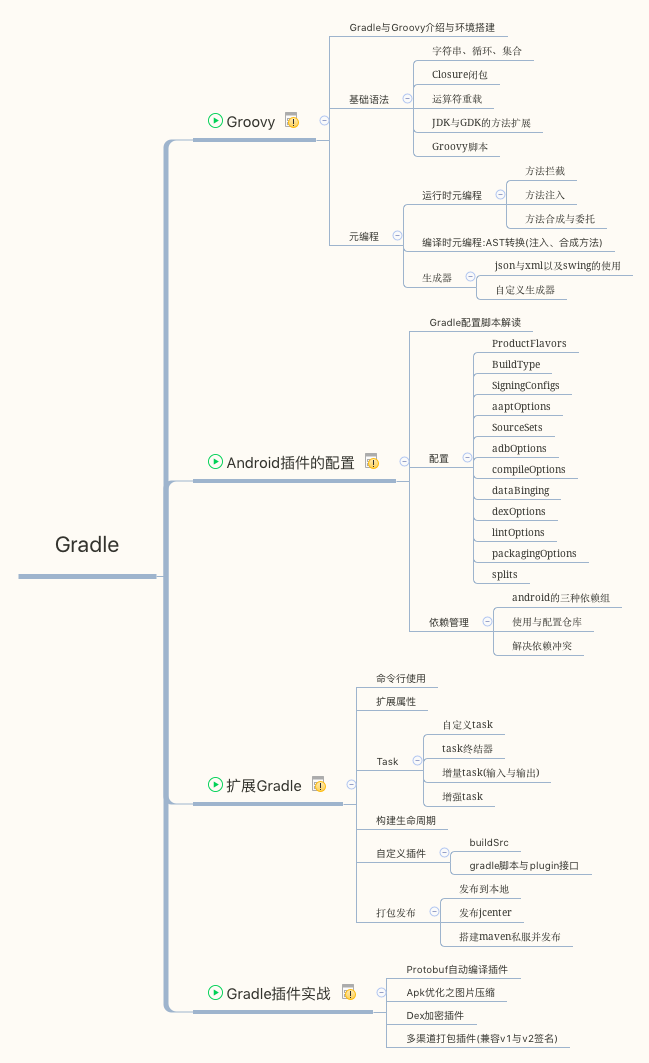 Gradle
Groovy
Gradle与Groovy介绍与环境搭建
基础语法
字符串、循环、集合
Closure闭包
运算符重载
JDK与GDK的方法扩展
Groovy脚本
元编程
运行时元编程
方法拦截
方法注入
方法合成与委托
编译时元编程:AST转换(注入、合成方法)
生成器
json与xml以及swing的使用
自定义生成器
Android插件的配置
Gradle配置脚本解读
配置
ProductFlavors
BuildType
SigningConfigs
aaptOptions
SourceSets
adbOptions
compileOptions
dataBinging
dexOptions
lintOptions
packagingOptions
splits
依赖管理
android的三种依赖组
使用与配置仓库
解决依赖冲突
扩展Gradle
命令行使用
扩展属性
Task
自定义task
task终结器
增量task(输入与输出)
增强task
构建生命周期
自定义插件
buildSrc
gradle脚本与plugin接口
打包发布
发布到本地
发布jcenter
搭建maven私服并发布
Gradle插件实战
Protobuf自动编译插件
Apk优化之图片压缩
Dex加密插件
多渠道打包插件(兼容v1与v2签名)